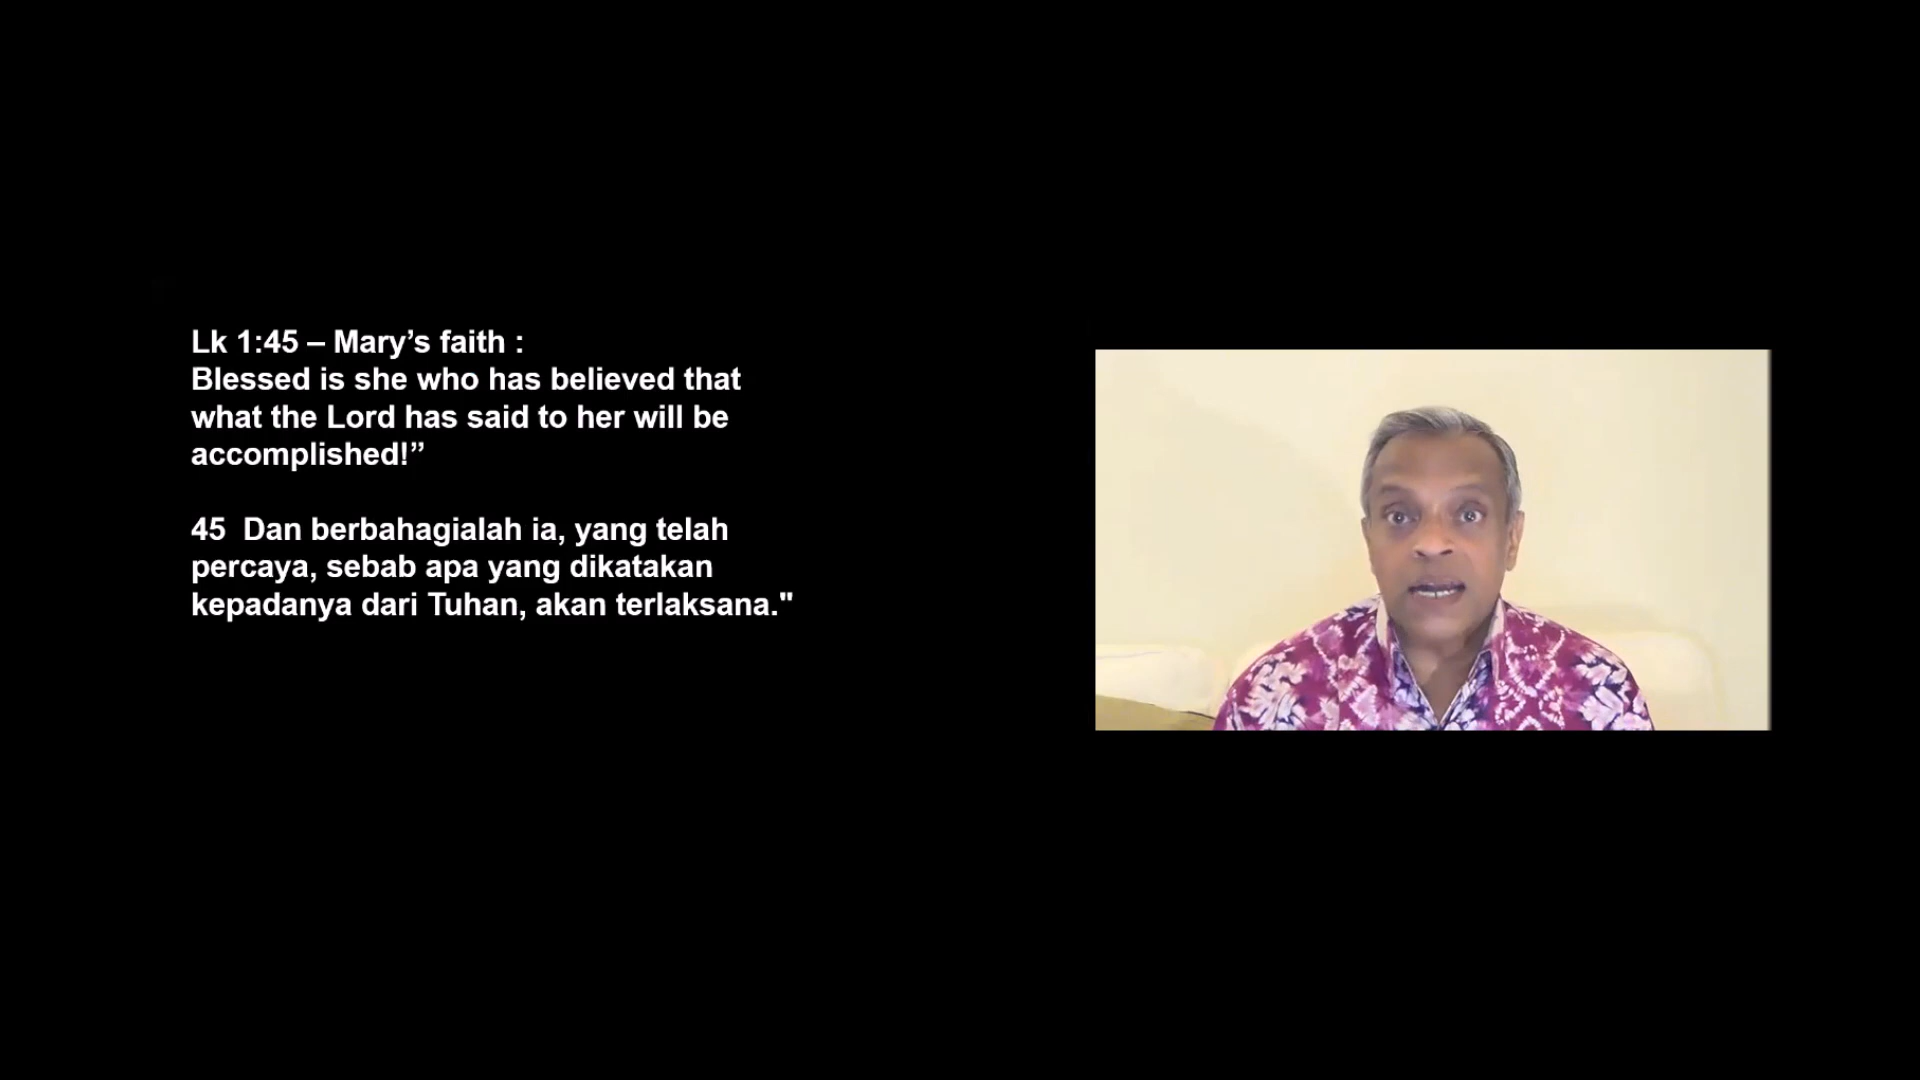 Lk 1:45 – Mary’s faith :
Blessed is she who has believed that
what the Lord has said to her will be
accomplished!”
45  Dan berbahagialah ia, yang telah
percaya, sebab apa yang dikatakan
kepadanya dari Tuhan, akan terlaksana."